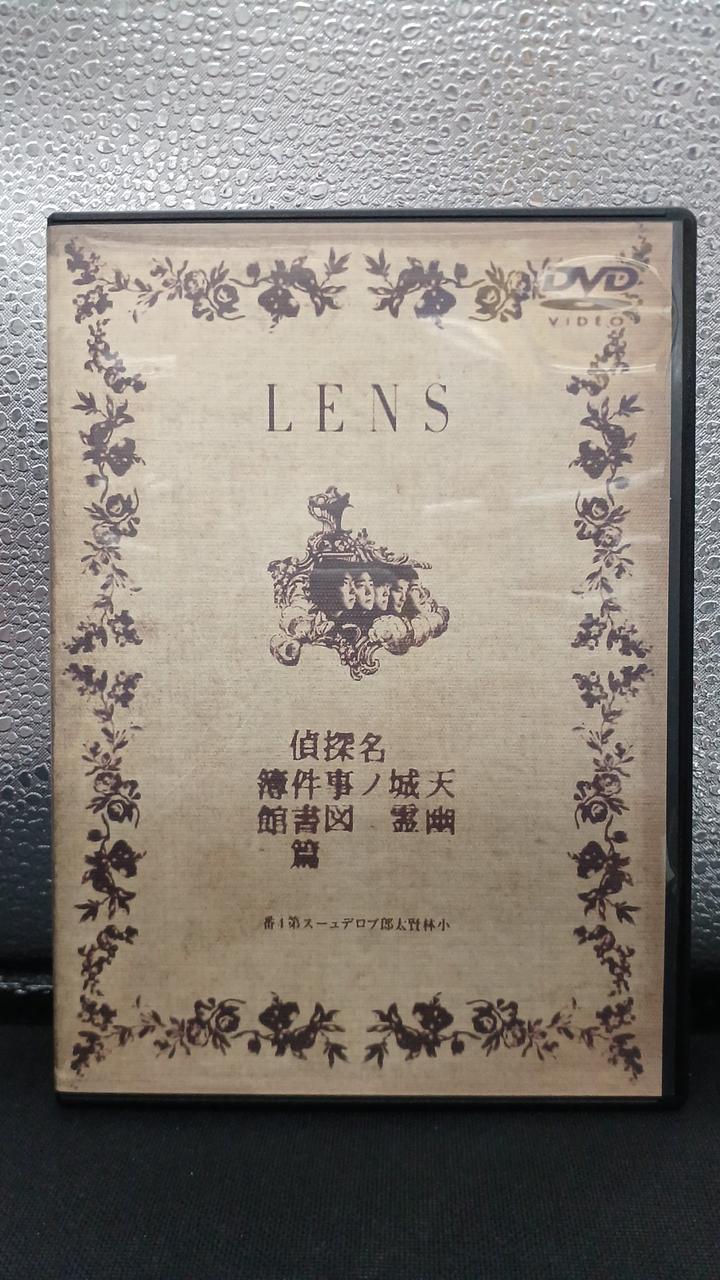 DVD
VIDEO
LENS
名探偵
天城ノ事件簿
幽霊 図書館
篇
小林賢太郎プロデュース第4番